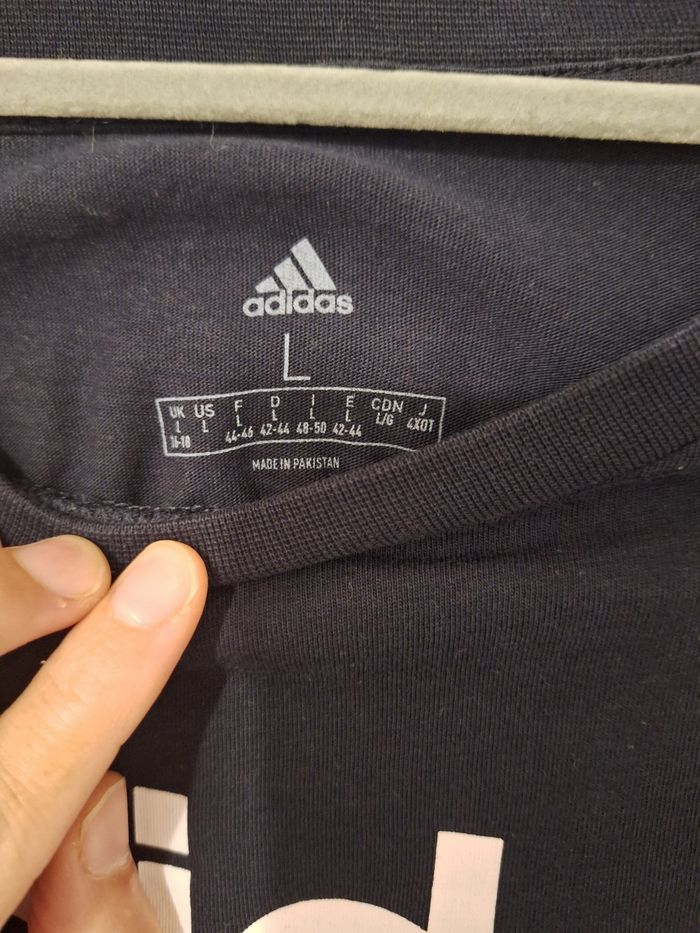 adidas
L
UK US F D I E CDN J
L L L L L L L/G 4XOT
16-18 44-46 42-44 48-50 42-44
MADE IN PAKISTAN